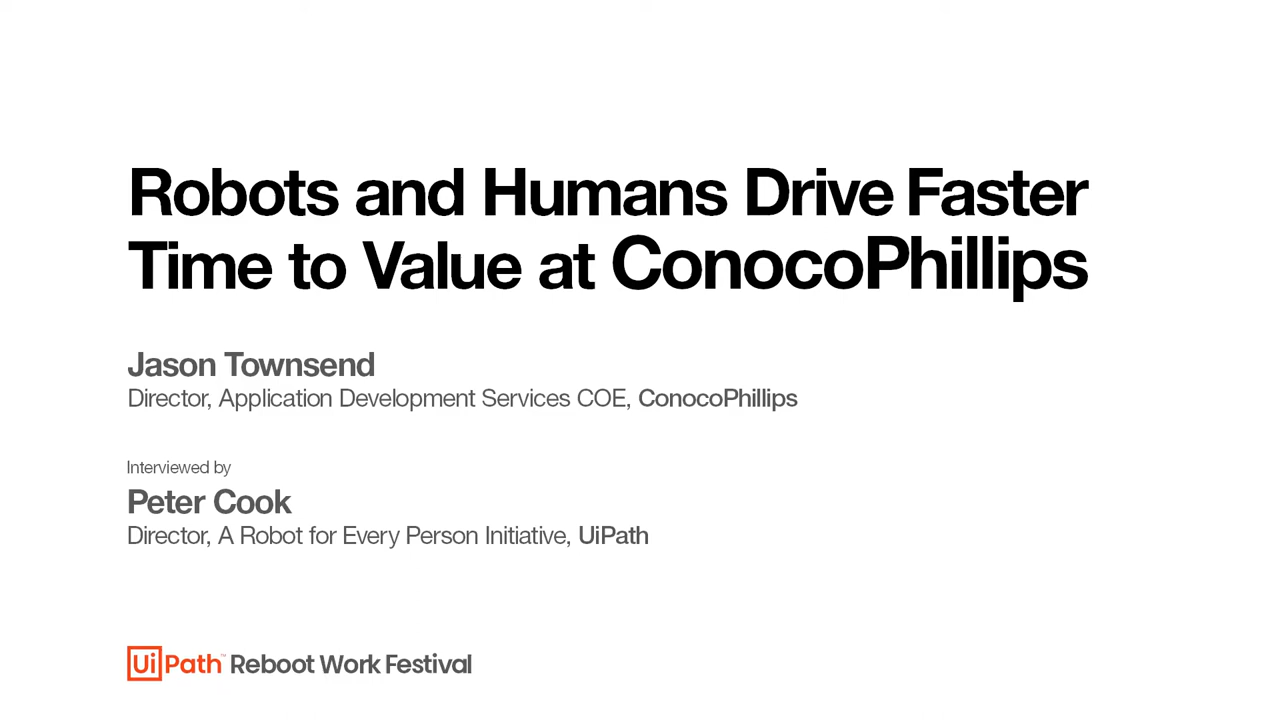 Robots and Humans Drive Faster
Time to Value at ConocoPhillips
Jason Townsend
Director, Application Development Services COE, ConocoPhillips
Interviewed by
Peter Cook
Director, A Robot for Every Person Initiative, UiPath
UiPath™ Reboot Work Festival